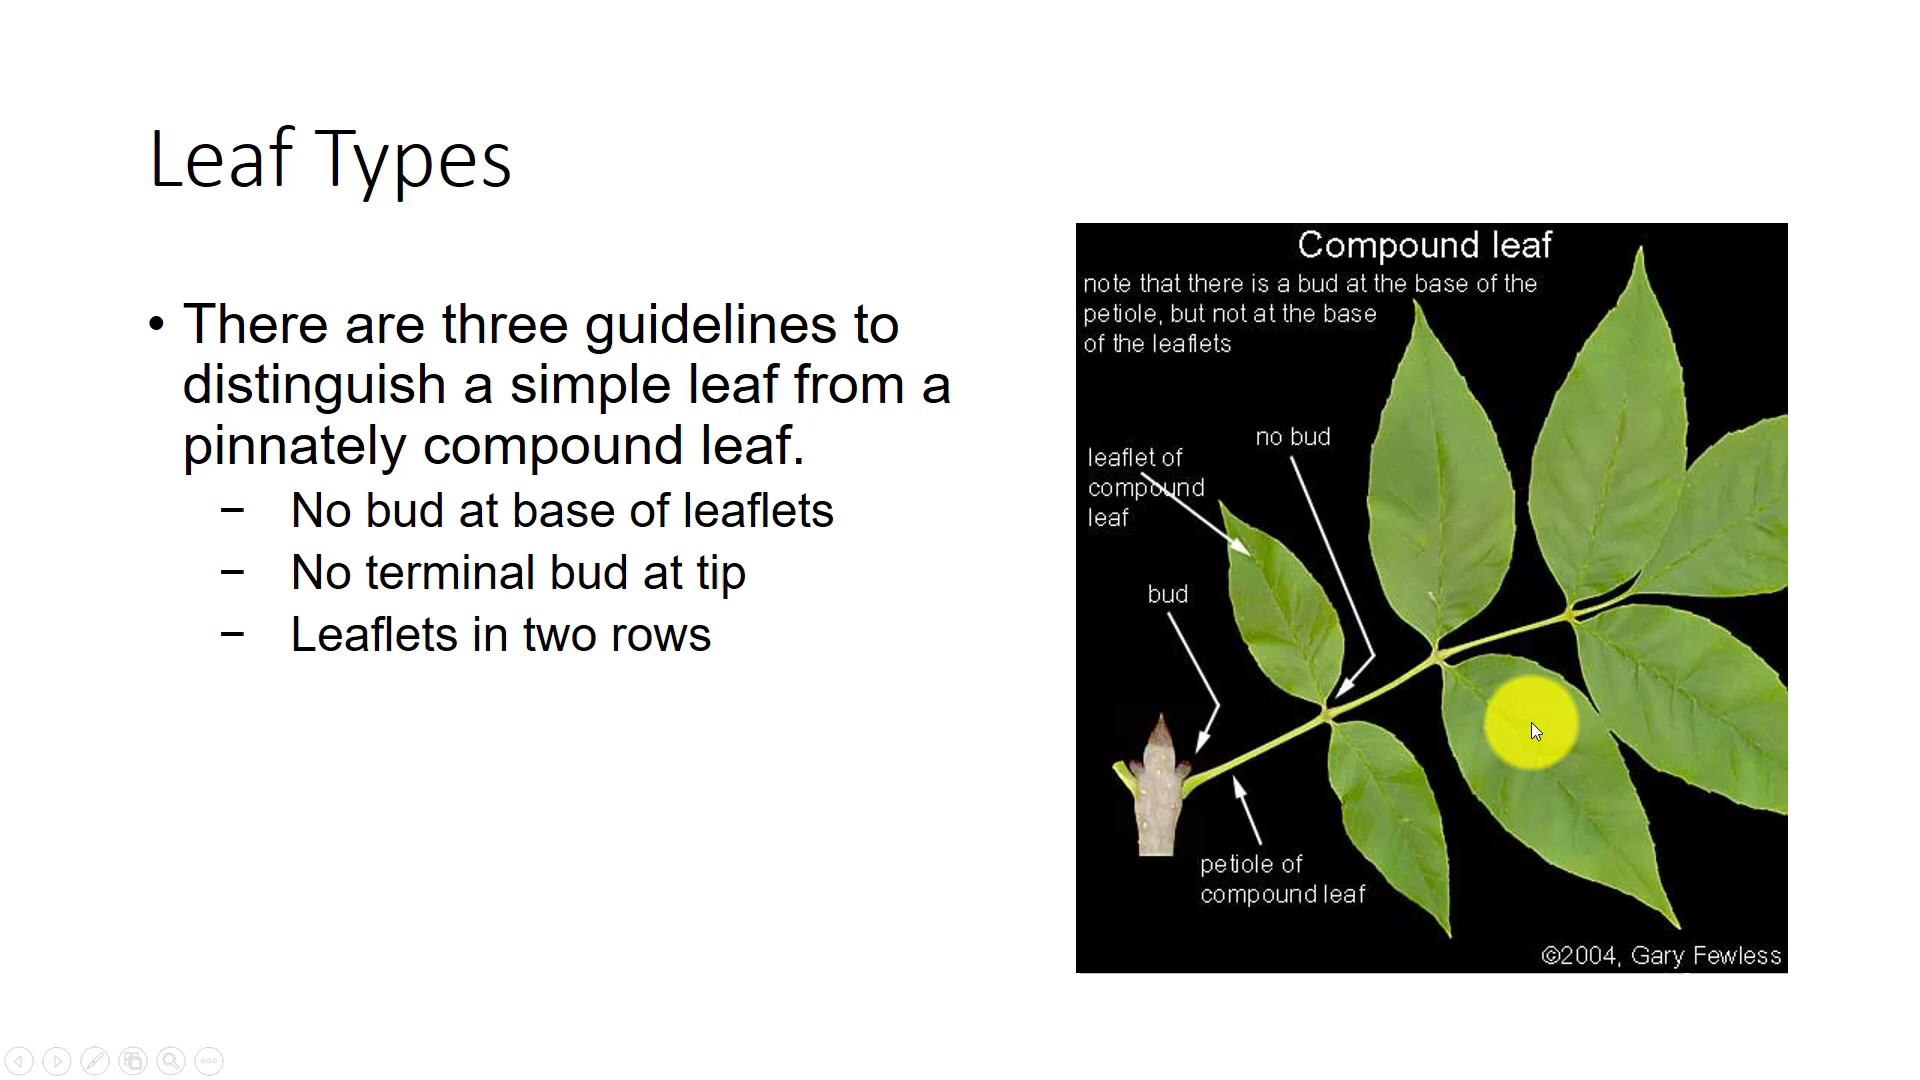 Leaf Types
• There are three guidelines to
distinguish a simple leaf from a
pinnately compound leaf.
– No bud at base of leaflets
– No terminal bud at tip
– Leaflets in two rows
Compound leaf
note that there is a bud at the base of the
petiole, but not at the base
of the leaflets
no bud
leaflet of
compound
leaf
bud
petiole of
compound leaf
©2004, Gary Fewless